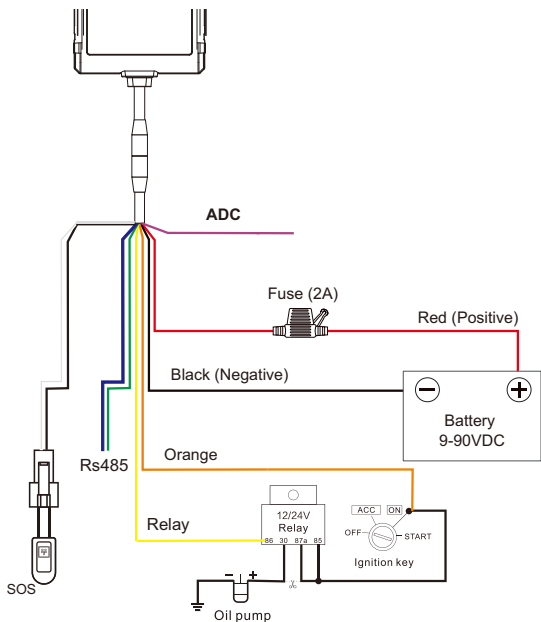 ADC
Fuse (2A)
Red (Positive)
Black (Negative)
− +
Battery
9-90VDC
Rs485
Orange
Relay
12/24V
Relay
86 30 87a 85
ACC ON
OFF START
Ignition key
SOS
− +
Oil pump